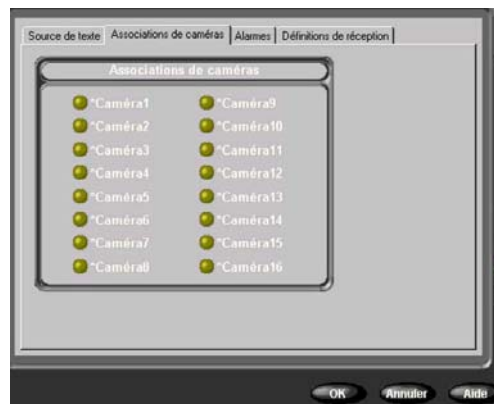 Source de texte Associations de caméras Alarmes Définitions de réception
Associations de caméras
*Caméra1 *Caméra9
*Caméra2 *Caméra10
*Caméra3 *Caméra11
*Caméra4 *Caméra12
*Caméra5 *Caméra13
*Caméra6 *Caméra14
*Caméra7 *Caméra15
*Caméra8 *Caméra16
OK Annuler Aide